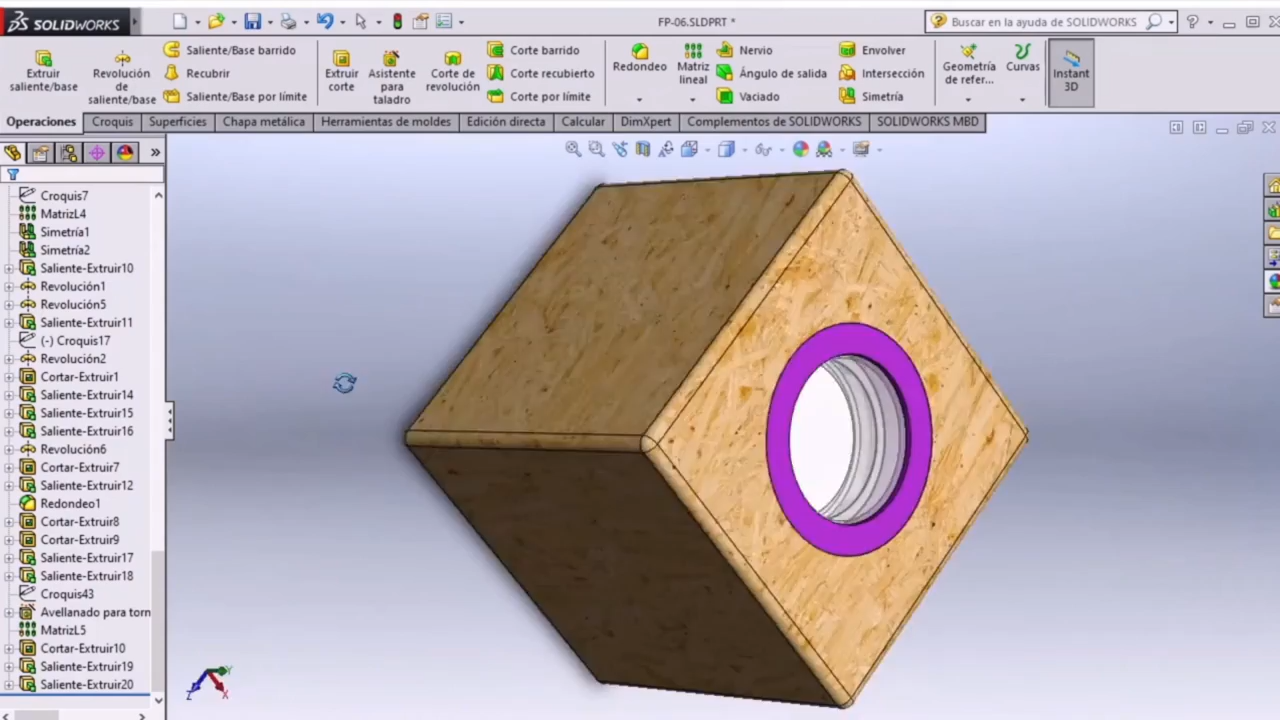 SOLIDWORKS
FP-06.SLDPRT *
Buscar en la ayuda de SOLIDWORKS
Extruir saliente/base
Revolución de saliente/base
Saliente/Base barrido
Recubrir
Saliente/Base por límite
Extruir corte
Asistente para taladro
Corte de revolución
Corte barrido
Corte recubierto
Corte por límite
Redondeo
Matriz lineal
Nervio
Ángulo de salida
Vaciado
Envolver
Intersección
Simetría
Geometría de refer...
Curvas
Instant 3D
Operaciones
Croquis
Superficies
Chapa metálica
Herramientas de moldes
Edición directa
Calcular
DimXpert
Complementos de SOLIDWORKS
SOLIDWORKS MBD
Croquis7
MatrizL4
Simetría1
Simetría2
Saliente-Extruir10
Revolución1
Revolución5
Saliente-Extruir11
(-) Croquis17
Revolución2
Cortar-Extruir1
Saliente-Extruir14
Saliente-Extruir15
Saliente-Extruir16
Revolución6
Cortar-Extruir7
Saliente-Extruir12
Redondeo1
Cortar-Extruir8
Cortar-Extruir9
Saliente-Extruir17
Saliente-Extruir18
Croquis43
Avellanado para torn
MatrizL5
Cortar-Extruir10
Saliente-Extruir19
Saliente-Extruir20
Y
Z
X